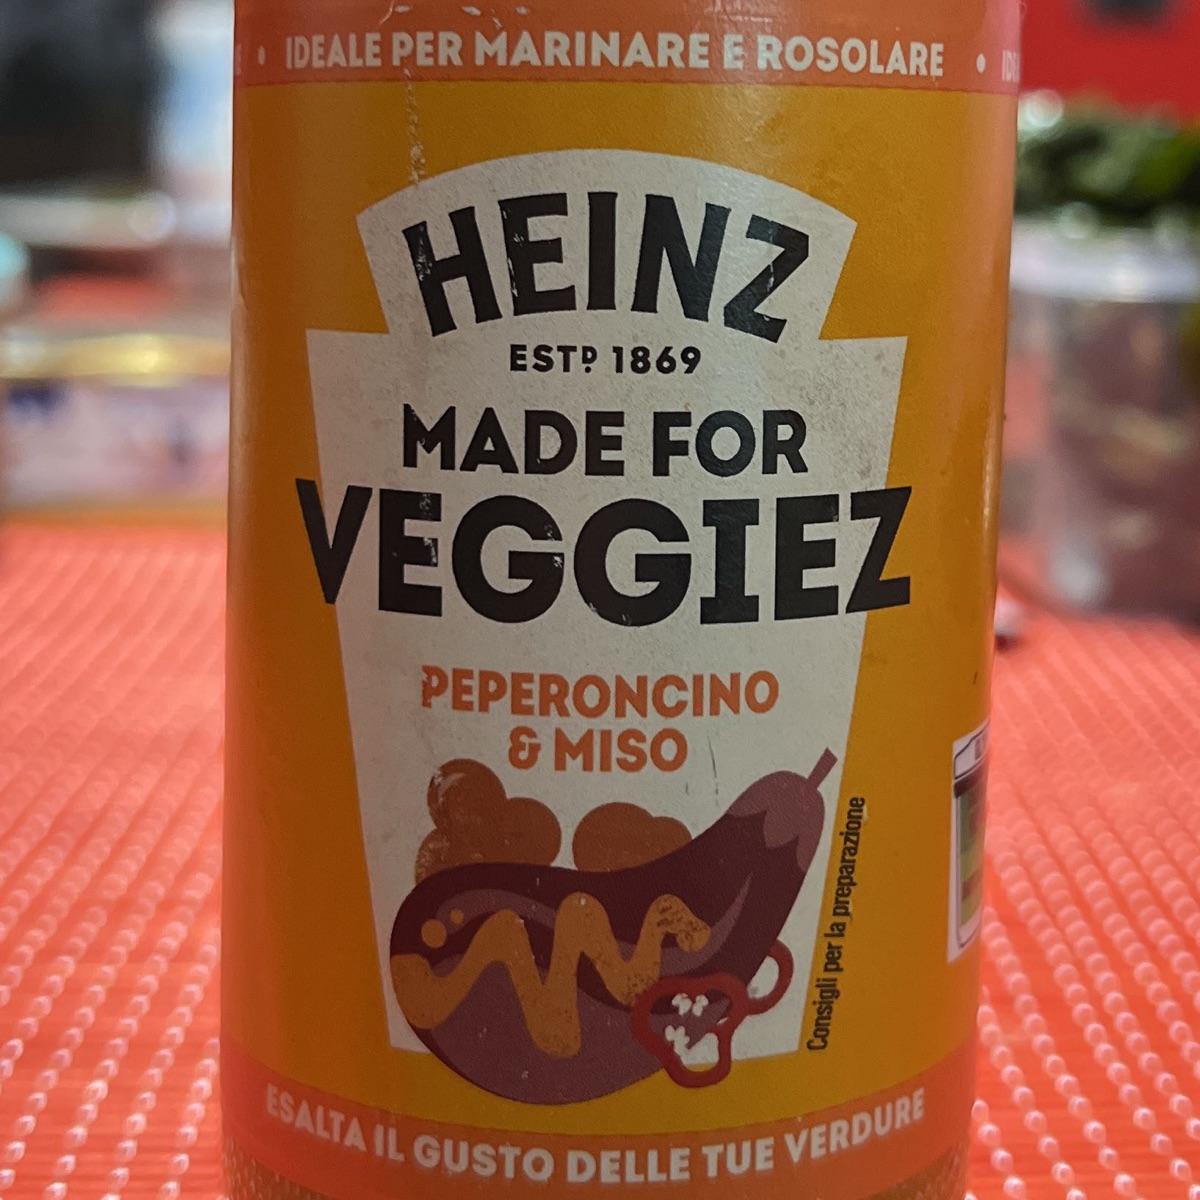 IDEALE PER MARINARE E ROSOLARE
HEINZ
ESTD 1869
MADE FOR
VEGGIEZ
PEPERONCINO
& MISO
Consigli per la preparazione
ESALTA IL GUSTO DELLE TUE VERDURE